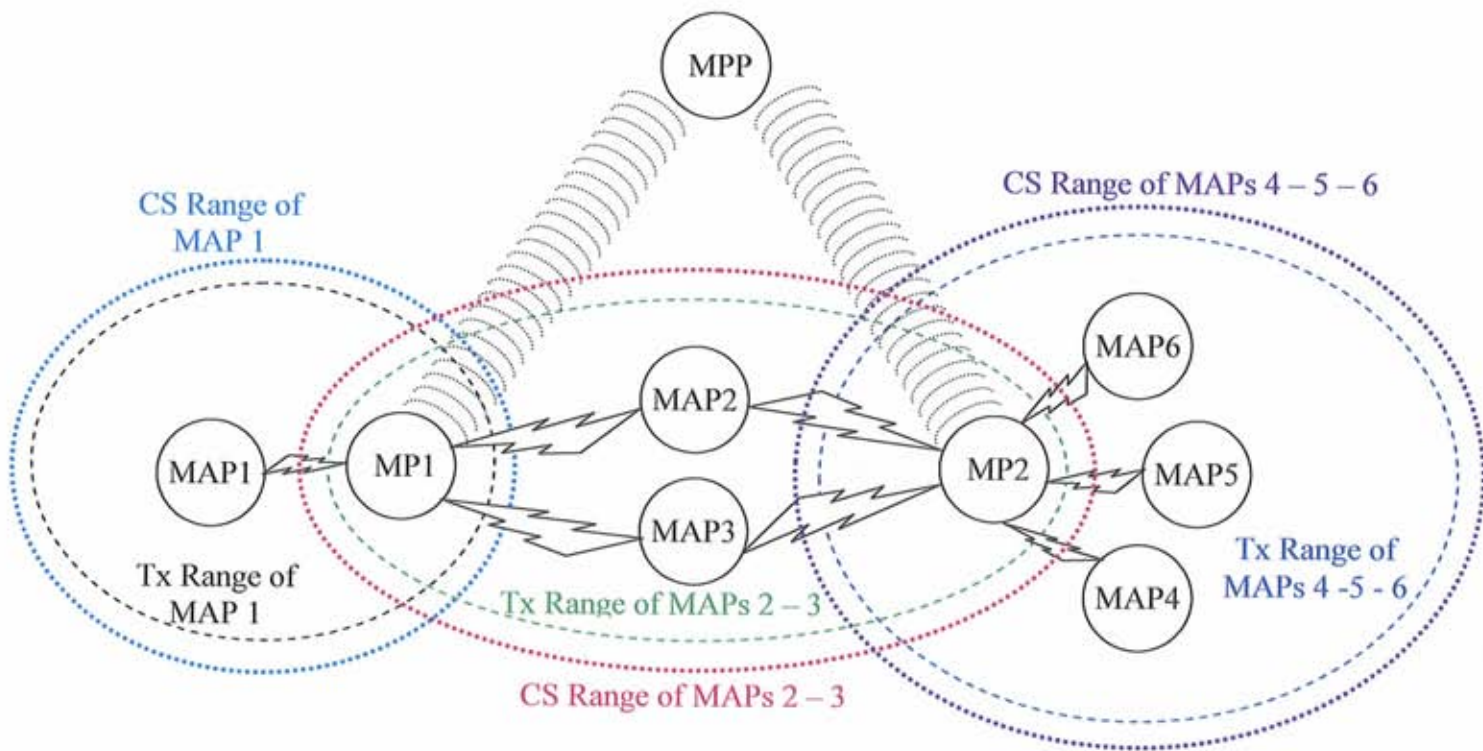 MPP
CS Range of MAPs 4 – 5 – 6
CS Range of
MAP 1
MAP6
MAP2
MAP1
MP1
MP2
MAP5
MAP3
Tx Range of
MAPs 4 -5 - 6
Tx Range of
MAP 1
Tx Range of MAPs 2 – 3
MAP4
CS Range of MAPs 2 – 3